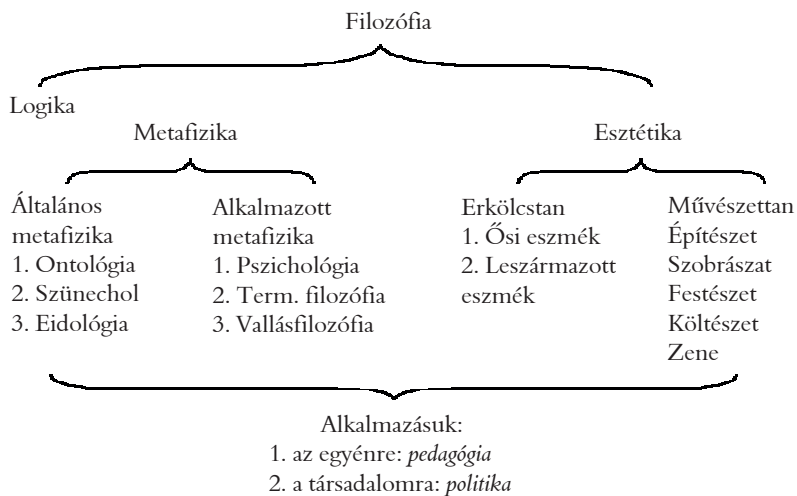 Filozófia
Logika
Metafizika
Esztétika
Általános
metafizika
1. Ontológia
2. Szünechol
3. Eidológia
Alkalmazott
metafizika
1. Pszichológia
2. Term. filozófia
3. Vallásfilozófia
Erkölcstan
1. Ősi eszmék
2. Leszármazott
eszmék
Művészettan
Építészet
Szobrászat
Festészet
Költészet
Zene
Alkalmazásuk:
1. az egyénre: pedagógia
2. a társadalomra: politika